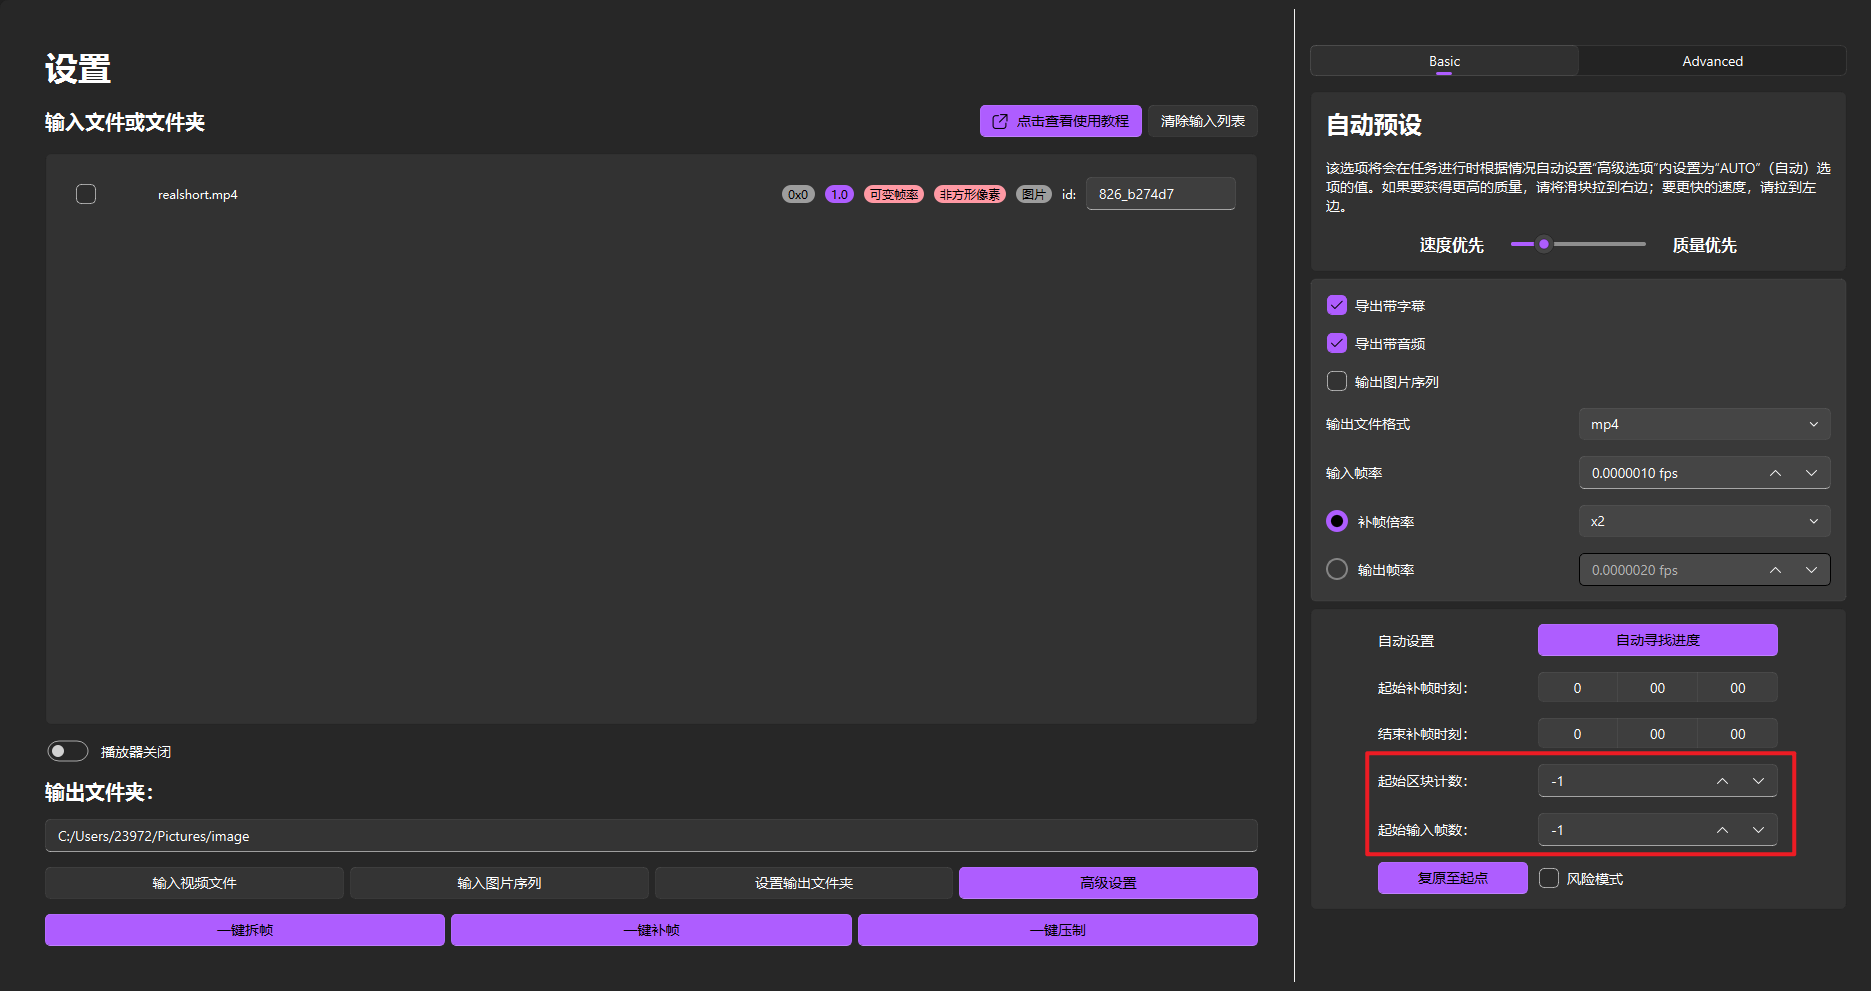 设置
输入文件或文件夹
点击查看使用教程
清除输入列表
realshort.mp4
0x0
1.0
可变帧率
非方形像素
图片
id:
826_b274d7
播放器关闭
输出文件夹：
C:/Users/23972/Pictures/image
输入视频文件
输入图片序列
设置输出文件夹
高级设置
一键拆帧
一键补帧
一键压制
Basic
Advanced
自动预设
该选项将会在任务进行时根据情况自动设置“高级选项”内设置为“AUTO”（自动）选
项的值。如果要获得更高的质量，请将滑块拉到右边；要更快的速度，请拉到左
边。
速度优先
质量优先
导出带字幕
导出带音频
输出图片序列
输出文件格式
mp4
输入帧率
0.0000010 fps
补帧倍率
x2
输出帧率
0.0000020 fps
自动设置
自动寻找进度
起始补帧时刻：
0
00
00
结束补帧时刻：
0
00
00
起始区块计数：
-1
起始输入帧数：
-1
复原至起点
风险模式